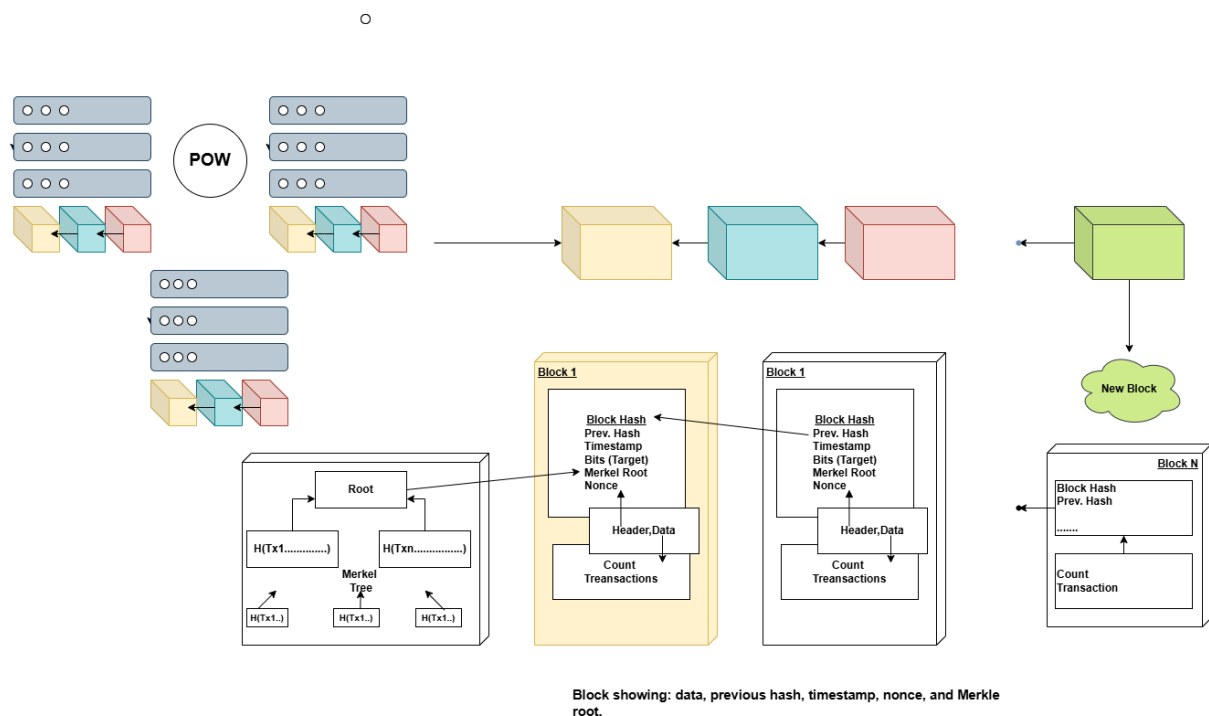 POW
New Block
Block 1
Block Hash
Prev. Hash
Timestamp
Bits (Target)
Merkel Root
Nonce
Header,Data
Count
Treansactions
Block 1
Block Hash
Prev. Hash
Timestamp
Bits (Target)
Merkel Root
Nonce
Header,Data
Count
Treansactions
Block N
Block Hash
Prev. Hash
.......
Count
Transaction
Root
H(Tx1..............)
H(Txn................)
Merkel
Tree
H(Tx1..)
H(Tx1..)
H(Tx1..)
Block showing: data, previous hash, timestamp, nonce, and Merkle
root.